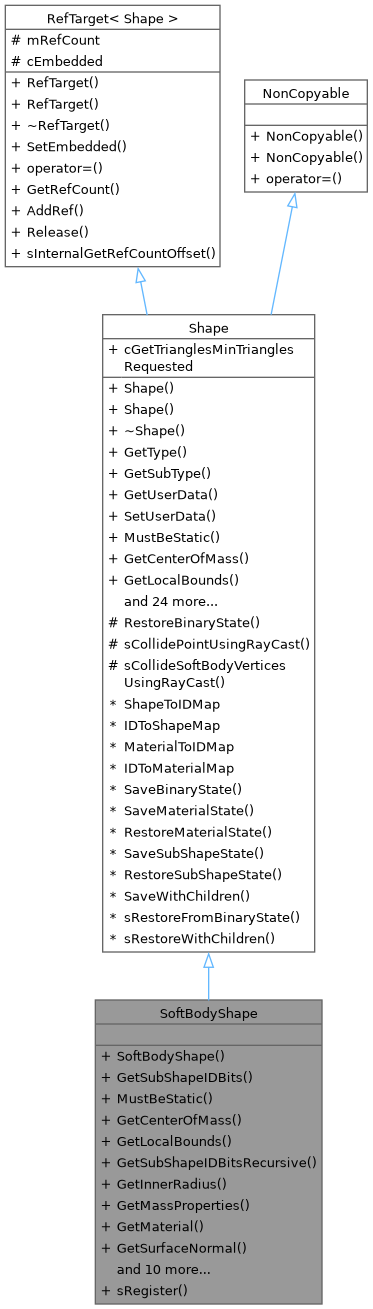 RefTarget< Shape >
# mRefCount
# cEmbedded
+ RefTarget()
+ RefTarget()
+ ~RefTarget()
+ SetEmbedded()
+ operator=()
+ GetRefCount()
+ AddRef()
+ Release()
+ sInternalGetRefCountOffset()
NonCopyable
+ NonCopyable()
+ NonCopyable()
+ operator=()
Shape
+ cGetTrianglesMinTriangles
Requested
+ Shape()
+ Shape()
+ ~Shape()
+ GetType()
+ GetSubType()
+ GetUserData()
+ SetUserData()
+ MustBeStatic()
+ GetCenterOfMass()
+ GetLocalBounds()
and 24 more...
# RestoreBinaryState()
# sCollidePointUsingRayCast()
# sCollideSoftBodyVertices
UsingRayCast()
* ShapeToIDMap
* IDToShapeMap
* MaterialToIDMap
* IDToMaterialMap
* SaveBinaryState()
* SaveMaterialState()
* RestoreMaterialState()
* SaveSubShapeState()
* RestoreSubShapeState()
* SaveWithChildren()
* sRestoreFromBinaryState()
* sRestoreWithChildren()
SoftBodyShape
+ SoftBodyShape()
+ GetSubShapeIDBits()
+ MustBeStatic()
+ GetCenterOfMass()
+ GetLocalBounds()
+ GetSubShapeIDBitsRecursive()
+ GetInnerRadius()
+ GetMassProperties()
+ GetMaterial()
+ GetSurfaceNormal()
and 10 more...
+ sRegister()